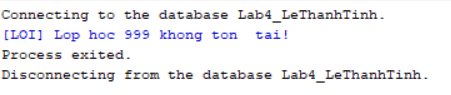 Connecting to the database Lab4_LeThanhTinh.
[LOI] Lop hoc 999 khong ton  tai!
Process exited.
Disconnecting from the database Lab4_LeThanhTinh.